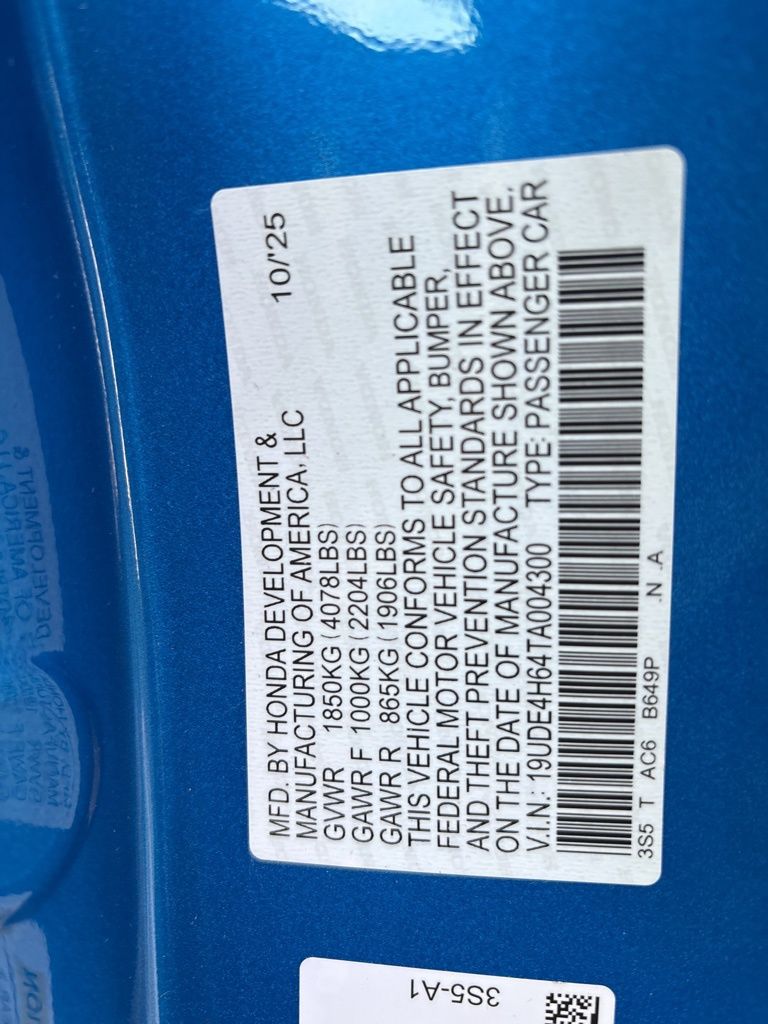 MFD. BY HONDA DEVELOPMENT &
MANUFACTURING OF AMERICA, LLC 10/'25
GVWR 1850KG (4078LBS)
GAWR F 1000KG (2204LBS)
GAWR R 865KG (1906LBS)
THIS VEHICLE CONFORMS TO ALL APPLICABLE
FEDERAL MOTOR VEHICLE SAFETY, BUMPER,
AND THEFT PREVENTION STANDARDS IN EFFECT
ON THE DATE OF MANUFACTURE SHOWN ABOVE.
V.I.N.: 19UDE4H64TA004300 TYPE: PASSENGER CAR
3S5 T AC6 B649P .N .A
3S5-A1